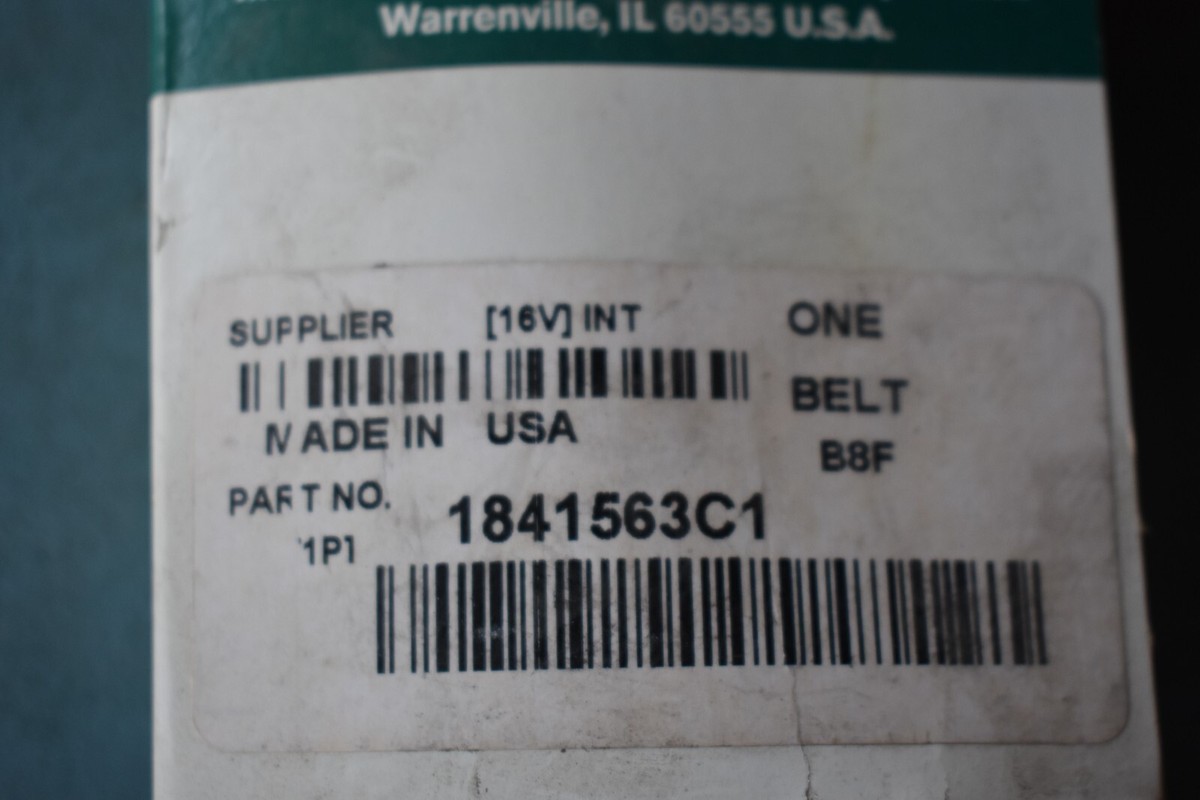 Warrenville, IL 60555 U.S.A.
SUPPLIER [16V] INT ONE
BELT
MADE IN USA
B8F
PART NO. 1841563C1
1P1